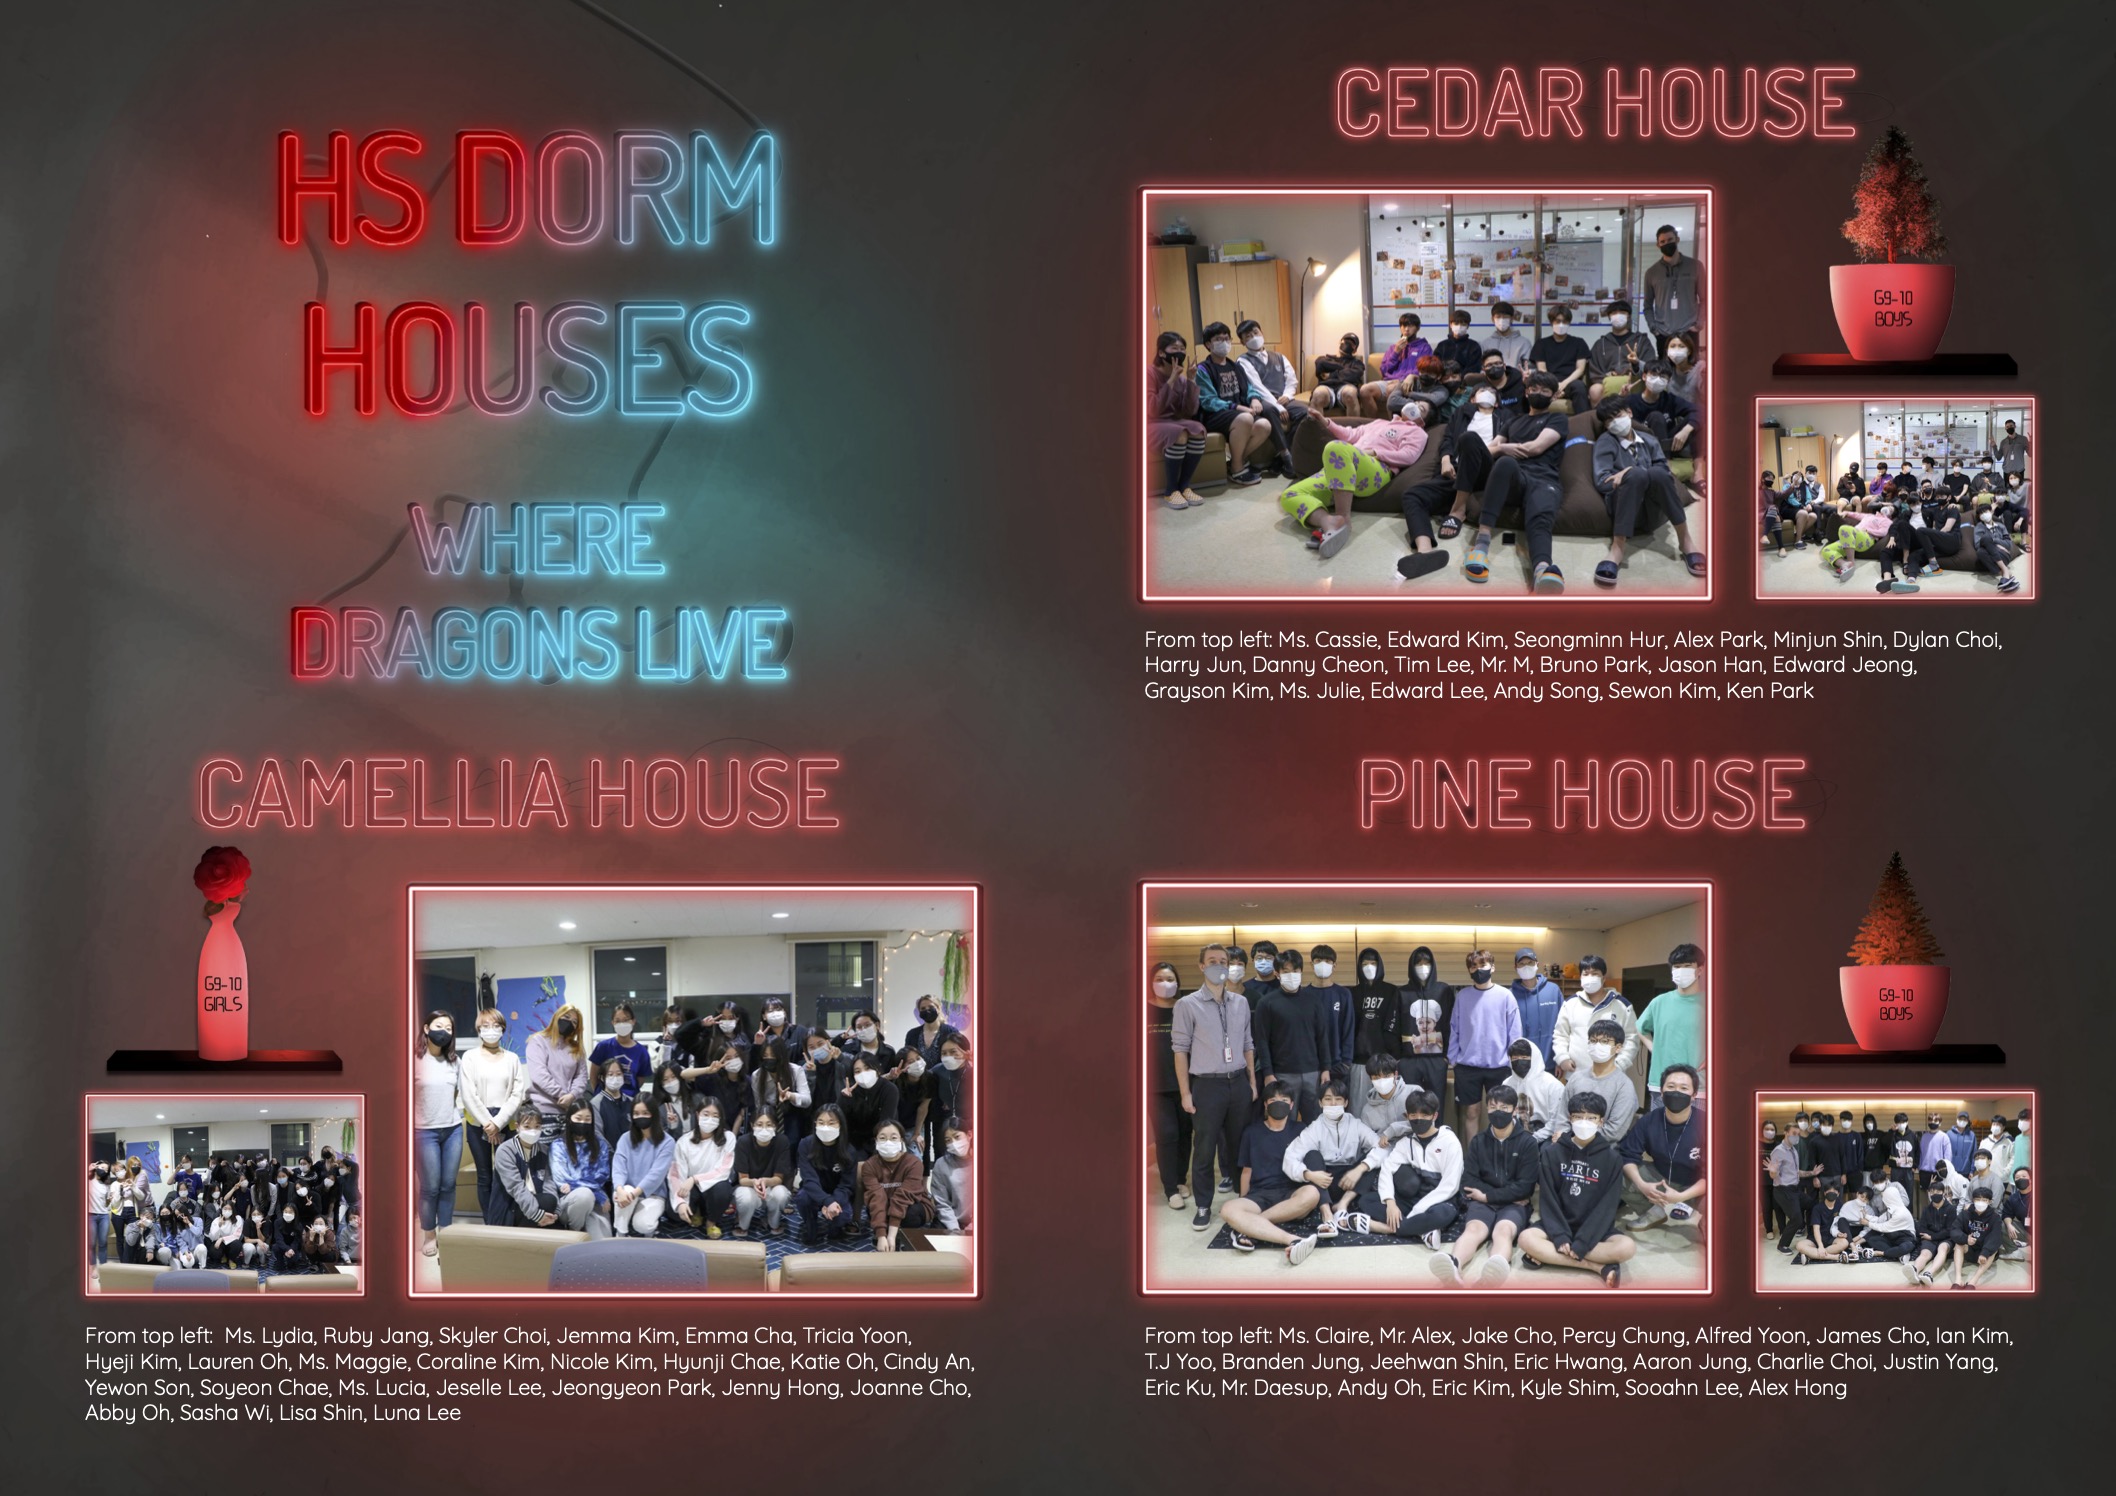 HS DORM
HOUSES
WHERE
DRAGONS LIVE
CAMELLIA HOUSE
G9-10
GIRLS
From top left:  Ms. Lydia, Ruby Jang, Skyler Choi, Jemma Kim, Emma Cha, Tricia Yoon,
Hyeji Kim, Lauren Oh, Ms. Maggie, Coraline Kim, Nicole Kim, Hyunji Chae, Katie Oh, Cindy An,
Yewon Son, Soyeon Chae, Ms. Lucia, Jeselle Lee, Jeongyeon Park, Jenny Hong, Joanne Cho,
Abby Oh, Sasha Wi, Lisa Shin, Luna Lee
CEDAR HOUSE
G9-10
BOYS
From top left: Ms. Cassie, Edward Kim, Seongminn Hur, Alex Park, Minjun Shin, Dylan Choi,
Harry Jun, Danny Cheon, Tim Lee, Mr. M, Bruno Park, Jason Han, Edward Jeong,
Grayson Kim, Ms. Julie, Edward Lee, Andy Song, Sewon Kim, Ken Park
PINE HOUSE
G9-10
BOYS
1987
PARIS
From top left: Ms. Claire, Mr. Alex, Jake Cho, Percy Chung, Alfred Yoon, James Cho, Ian Kim,
T.J Yoo, Branden Jung, Jeehwan Shin, Eric Hwang, Aaron Jung, Charlie Choi, Justin Yang,
Eric Ku, Mr. Daesup, Andy Oh, Eric Kim, Kyle Shim, Sooahn Lee, Alex Hong